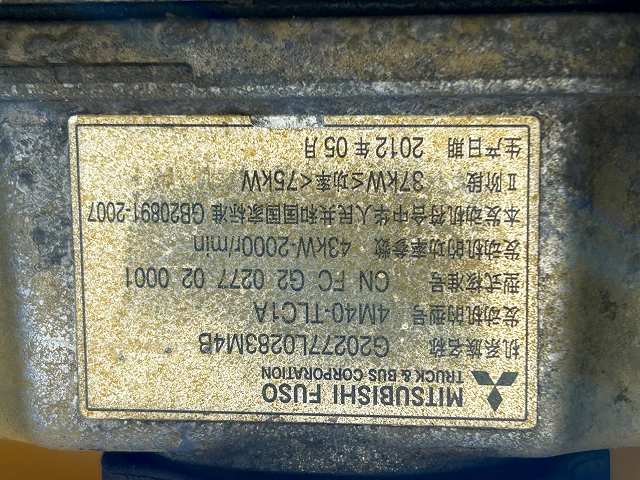 MITSUBISHI FUSO
TRUCK & BUS CORPORATION
机系族名称 G20277L0283M4B
发动机的型号 4M40-TLC1A
型式核准号 CN FC G2 0277 02 0001
发动机的功率参数 43kW-2000r/min
本发动机符合中华人民共和国国家标准 GB20891-2007
II阶段 37kW≤功率<75kW
生产日期 2012年05月